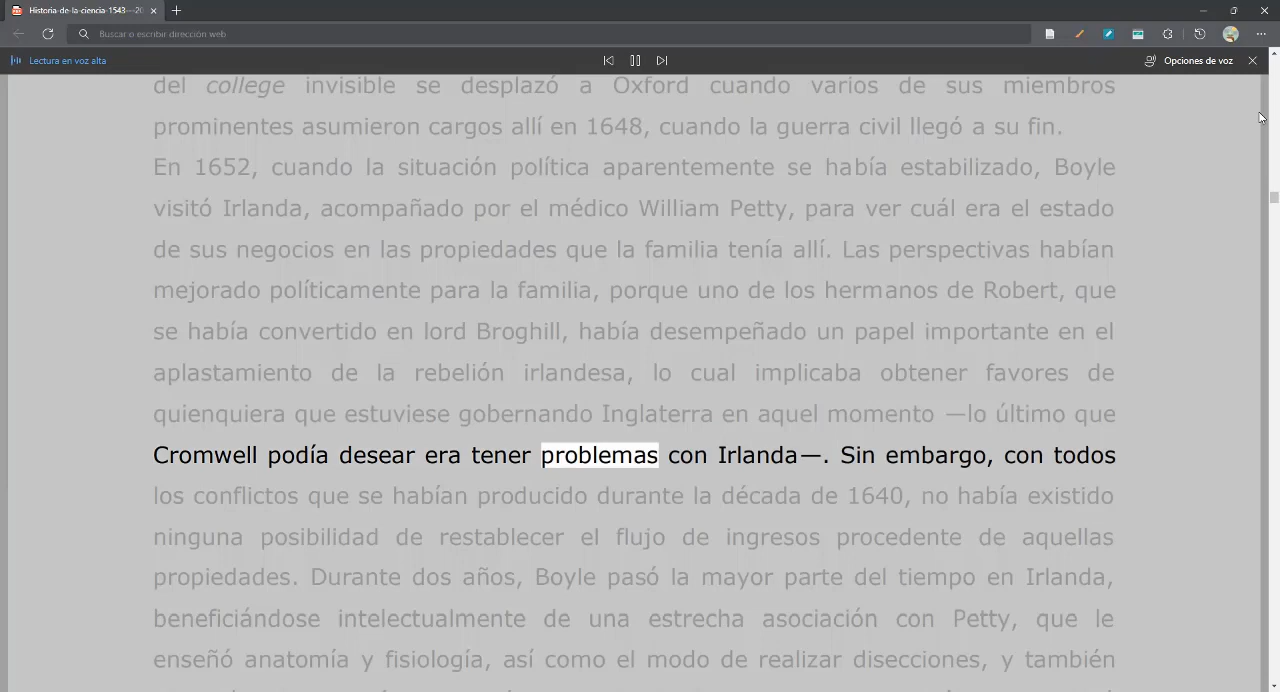 Historia-de-la-ciencia-1543---20
Buscar o escribir dirección web
Lectura en voz alta
Opciones de voz
del college invisible se desplazó a Oxford cuando varios de sus miembros
prominentes asumieron cargos allí en 1648, cuando la guerra civil llegó a su fin.
En 1652, cuando la situación política aparentemente se había estabilizado, Boyle
visitó Irlanda, acompañado por el médico William Petty, para ver cuál era el estado
de sus negocios en las propiedades que la familia tenía allí. Las perspectivas habían
mejorado políticamente para la familia, porque uno de los hermanos de Robert, que
se había convertido en lord Broghill, había desempeñado un papel importante en el
aplastamiento de la rebelión irlandesa, lo cual implicaba obtener favores de
quienquiera que estuviese gobernando Inglaterra en aquel momento —lo último que
Cromwell podía desear era tener problemas con Irlanda—. Sin embargo, con todos
los conflictos que se habían producido durante la década de 1640, no había existido
ninguna posibilidad de restablecer el flujo de ingresos procedente de aquellas
propiedades. Durante dos años, Boyle pasó la mayor parte del tiempo en Irlanda,
beneficiándose intelectualmente de una estrecha asociación con Petty, que le
enseñó anatomía y fisiología, así como el modo de realizar disecciones, y también